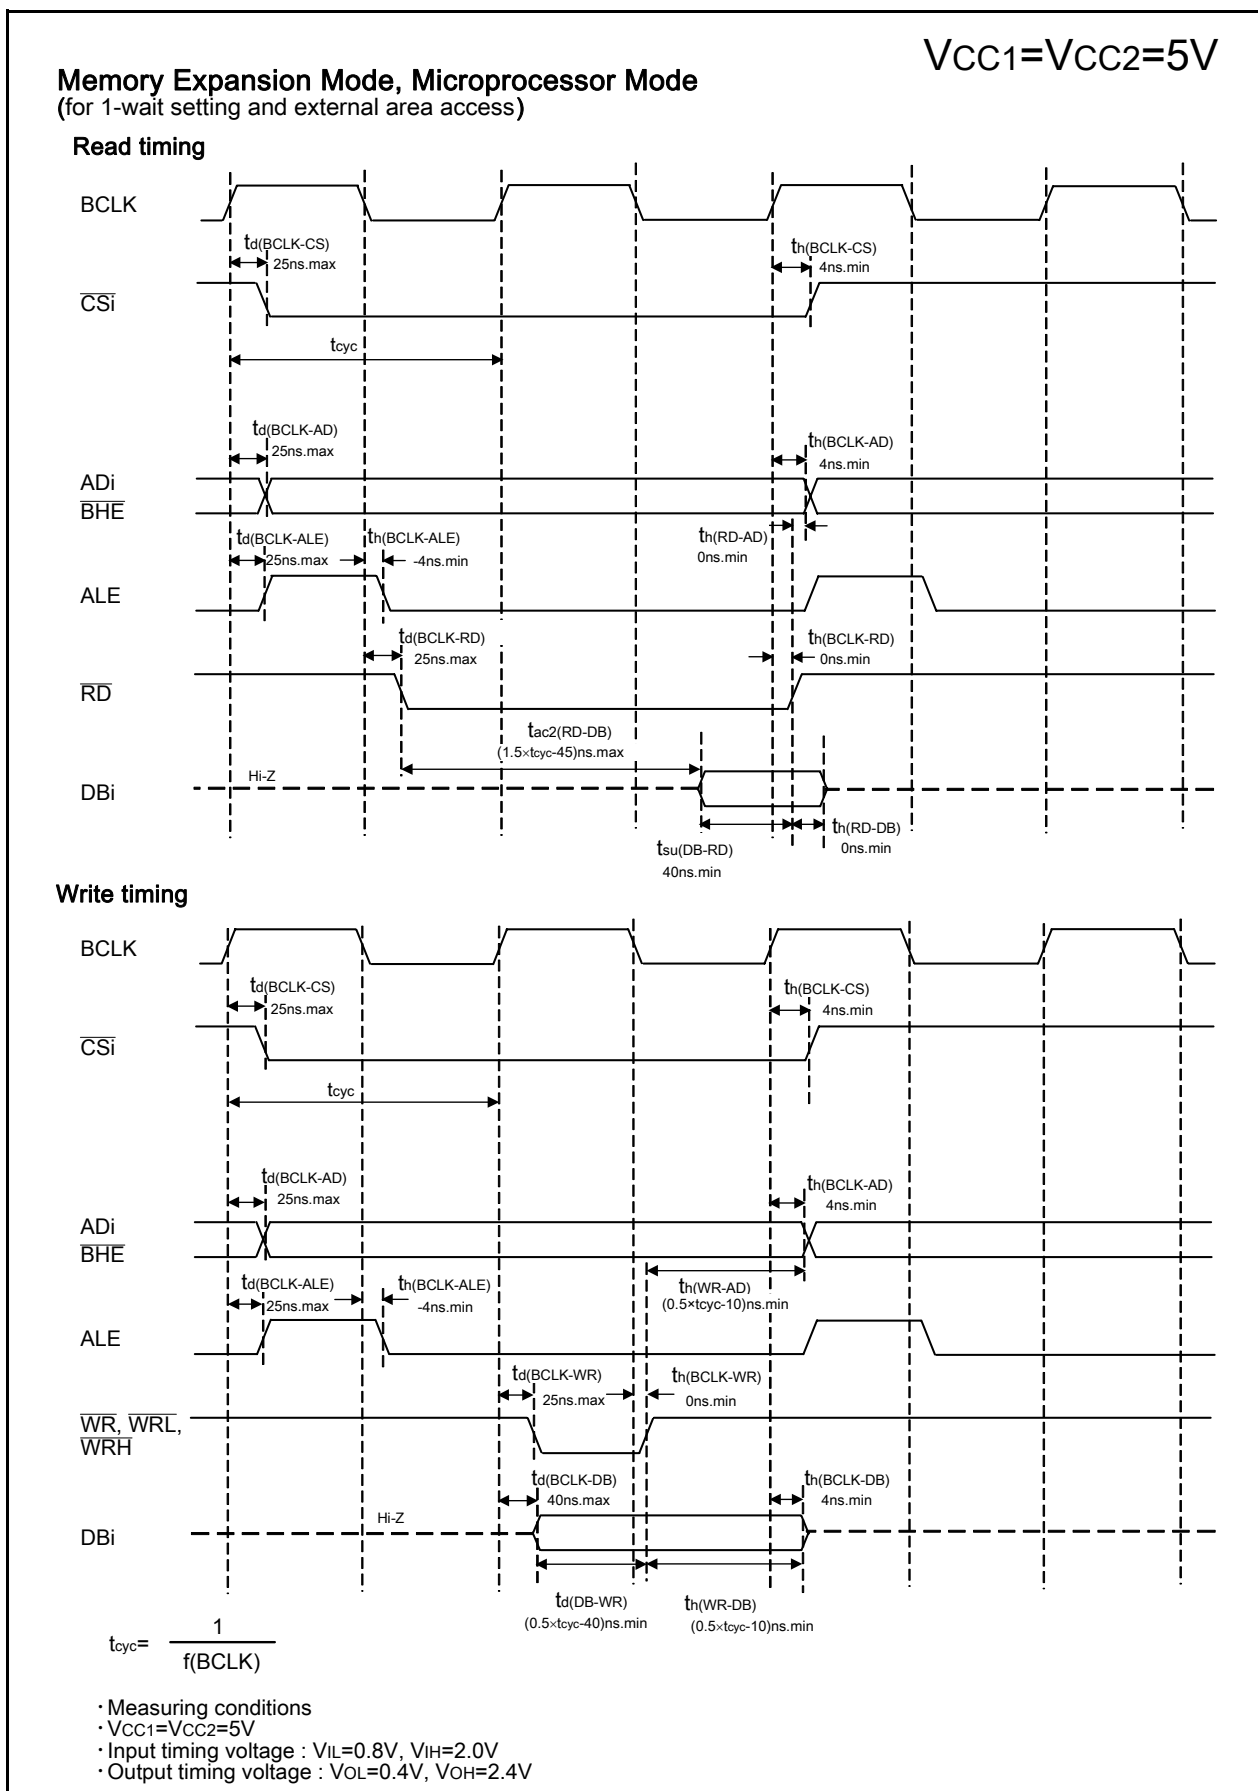 VCC1=VCC2=5V
Memory Expansion Mode, Microprocessor Mode
(for 1-wait setting and external area access)
Read timing
BCLK
td(BCLK-CS)
25ns.max
th(BCLK-CS)
4ns.min
CSi
tcyc
td(BCLK-AD)
25ns.max
th(BCLK-AD)
4ns.min
ADi
BHE
td(BCLK-ALE)
25ns.max
th(BCLK-ALE)
-4ns.min
th(RD-AD)
0ns.min
ALE
td(BCLK-RD)
25ns.max
th(BCLK-RD)
0ns.min
RD
tac2(RD-DB)
(1.5×tcyc-45)ns.max
Hi-Z
DBi
tsu(DB-RD)
40ns.min
th(RD-DB)
0ns.min
Write timing
BCLK
td(BCLK-CS)
25ns.max
th(BCLK-CS)
4ns.min
CSi
tcyc
td(BCLK-AD)
25ns.max
th(BCLK-AD)
4ns.min
ADi
BHE
td(BCLK-ALE)
25ns.max
th(BCLK-ALE)
-4ns.min
th(WR-AD)
(0.5×tcyc-10)ns.min
ALE
td(BCLK-WR)
25ns.max
th(BCLK-WR)
0ns.min
WR, WRL,
WRH
td(BCLK-DB)
40ns.max
th(BCLK-DB)
4ns.min
Hi-Z
DBi
td(DB-WR)
(0.5×tcyc-40)ns.min
th(WR-DB)
(0.5×tcyc-10)ns.min
tcyc= 1
f(BCLK)
・Measuring conditions
・VCC1=VCC2=5V
・Input timing voltage : VIL=0.8V, VIH=2.0V
・Output timing voltage : VOL=0.4V, VOH=2.4V